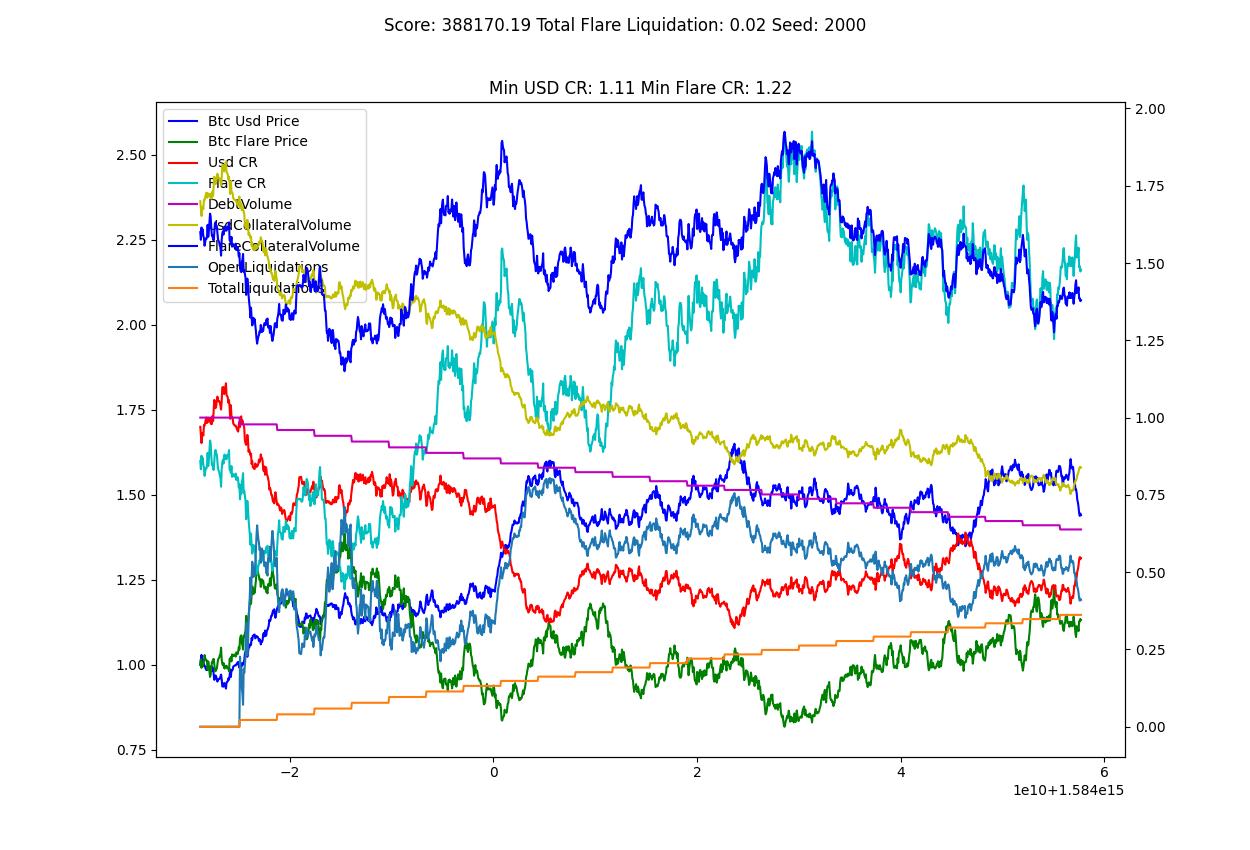 Score: 388170.19 Total Flare Liquidation: 0.02 Seed: 2000
Min USD CR: 1.11 Min Flare CR: 1.22
Btc Usd Price
Btc Flare Price
Usd CR
Flare CR
DebtVolume
UsdCollateralVolume
FlareCollateralVolume
OpenLiquidations
TotalLiquidations
2.50
2.25
2.00
1.75
1.50
1.25
1.00
0.75
2.00
1.75
1.50
1.25
1.00
0.75
0.50
0.25
0.00
−2
0
2
4
6
1e10+1.584e15